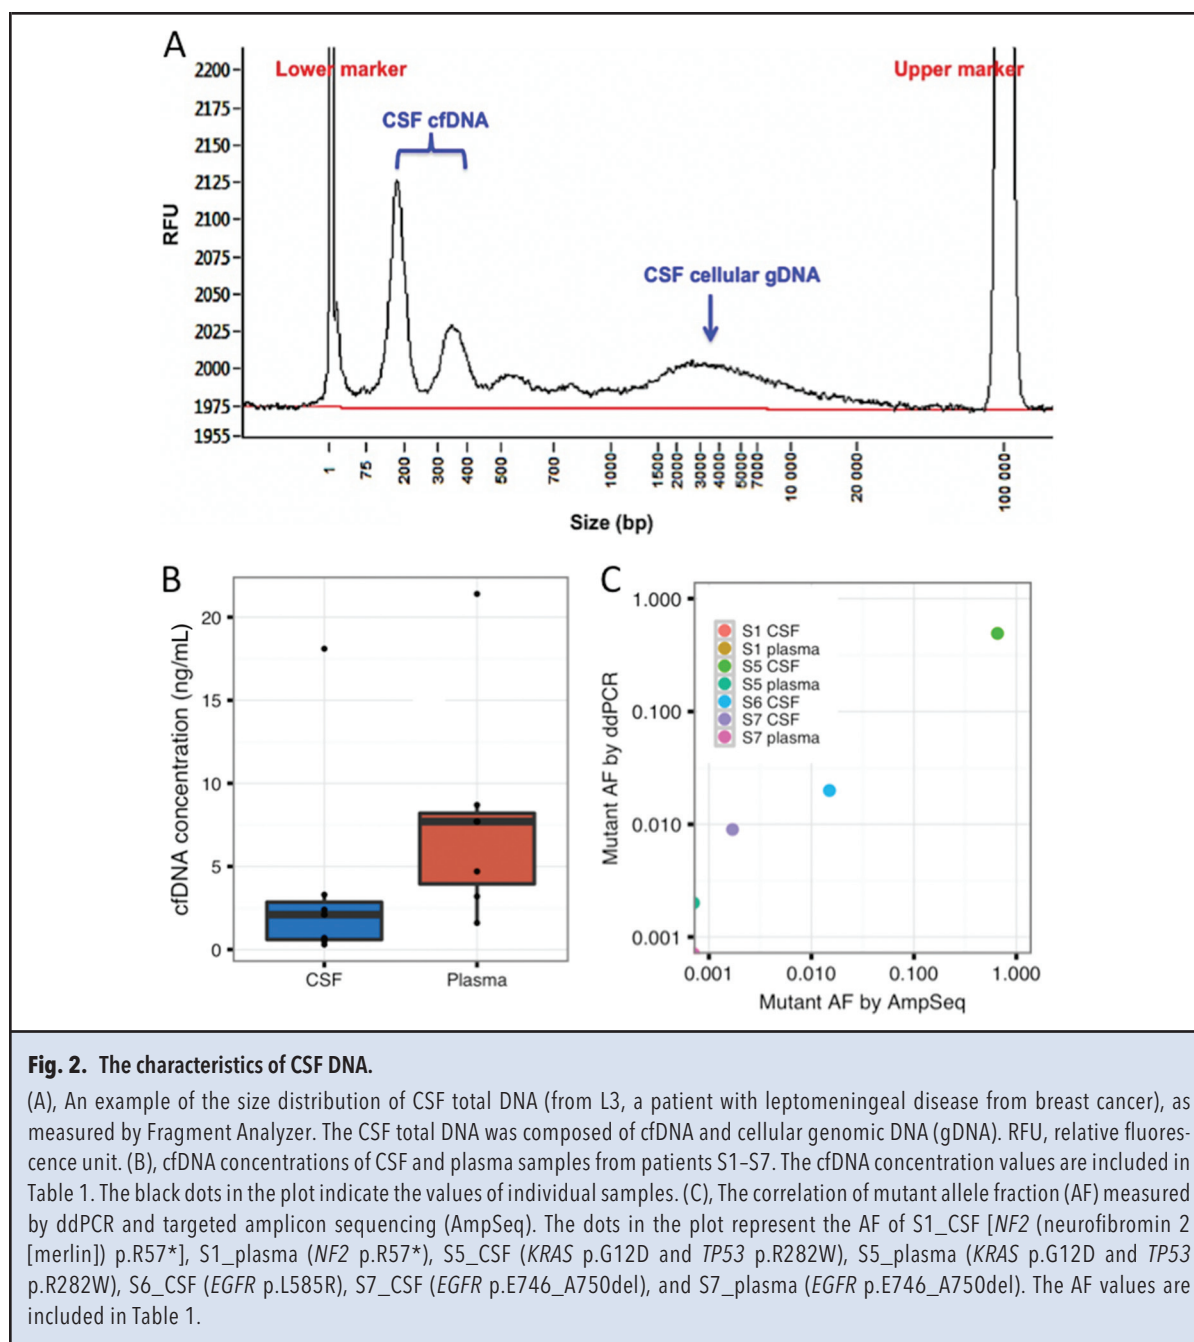 A
2200
2175
2150
2125
2100
2075
2050
2025
2000
1975
1955
RFU
Lower marker
Upper marker
CSF cfDNA
CSF cellular gDNA
1
75
200
300
400
500
700
1000
1500
2000
3000
4000
5000
7000
10 000
20 000
100 000
Size (bp)
B
20
15
10
5
0
cfDNA concentration (ng/mL)
CSF
Plasma
C
1.000
0.100
0.010
0.001
Mutant AF by ddPCR
S1 CSF
S1 plasma
S5 CSF
S5 plasma
S6 CSF
S7 CSF
S7 plasma
0.001
0.010
0.100
1.000
Mutant AF by AmpSeq
Fig. 2. The characteristics of CSF DNA.
(A), An example of the size distribution of CSF total DNA (from L3, a patient with leptomeningeal disease from breast cancer), as
measured by Fragment Analyzer. The CSF total DNA was composed of cfDNA and cellular genomic DNA (gDNA). RFU, relative fluores-
cence unit. (B), cfDNA concentrations of CSF and plasma samples from patients S1–S7. The cfDNA concentration values are included in
Table 1. The black dots in the plot indicate the values of individual samples. (C), The correlation of mutant allele fraction (AF) measured
by ddPCR and targeted amplicon sequencing (AmpSeq). The dots in the plot represent the AF of S1_CSF [NF2 (neurofibromin 2
[merlin]) p.R57*], S1_plasma (NF2 p.R57*), S5_CSF (KRAS p.G12D and TP53 p.R282W), S5_plasma (KRAS p.G12D and TP53
p.R282W), S6_CSF (EGFR p.L585R), S7_CSF (EGFR p.E746_A750del), and S7_plasma (EGFR p.E746_A750del). The AF values are
included in Table 1.